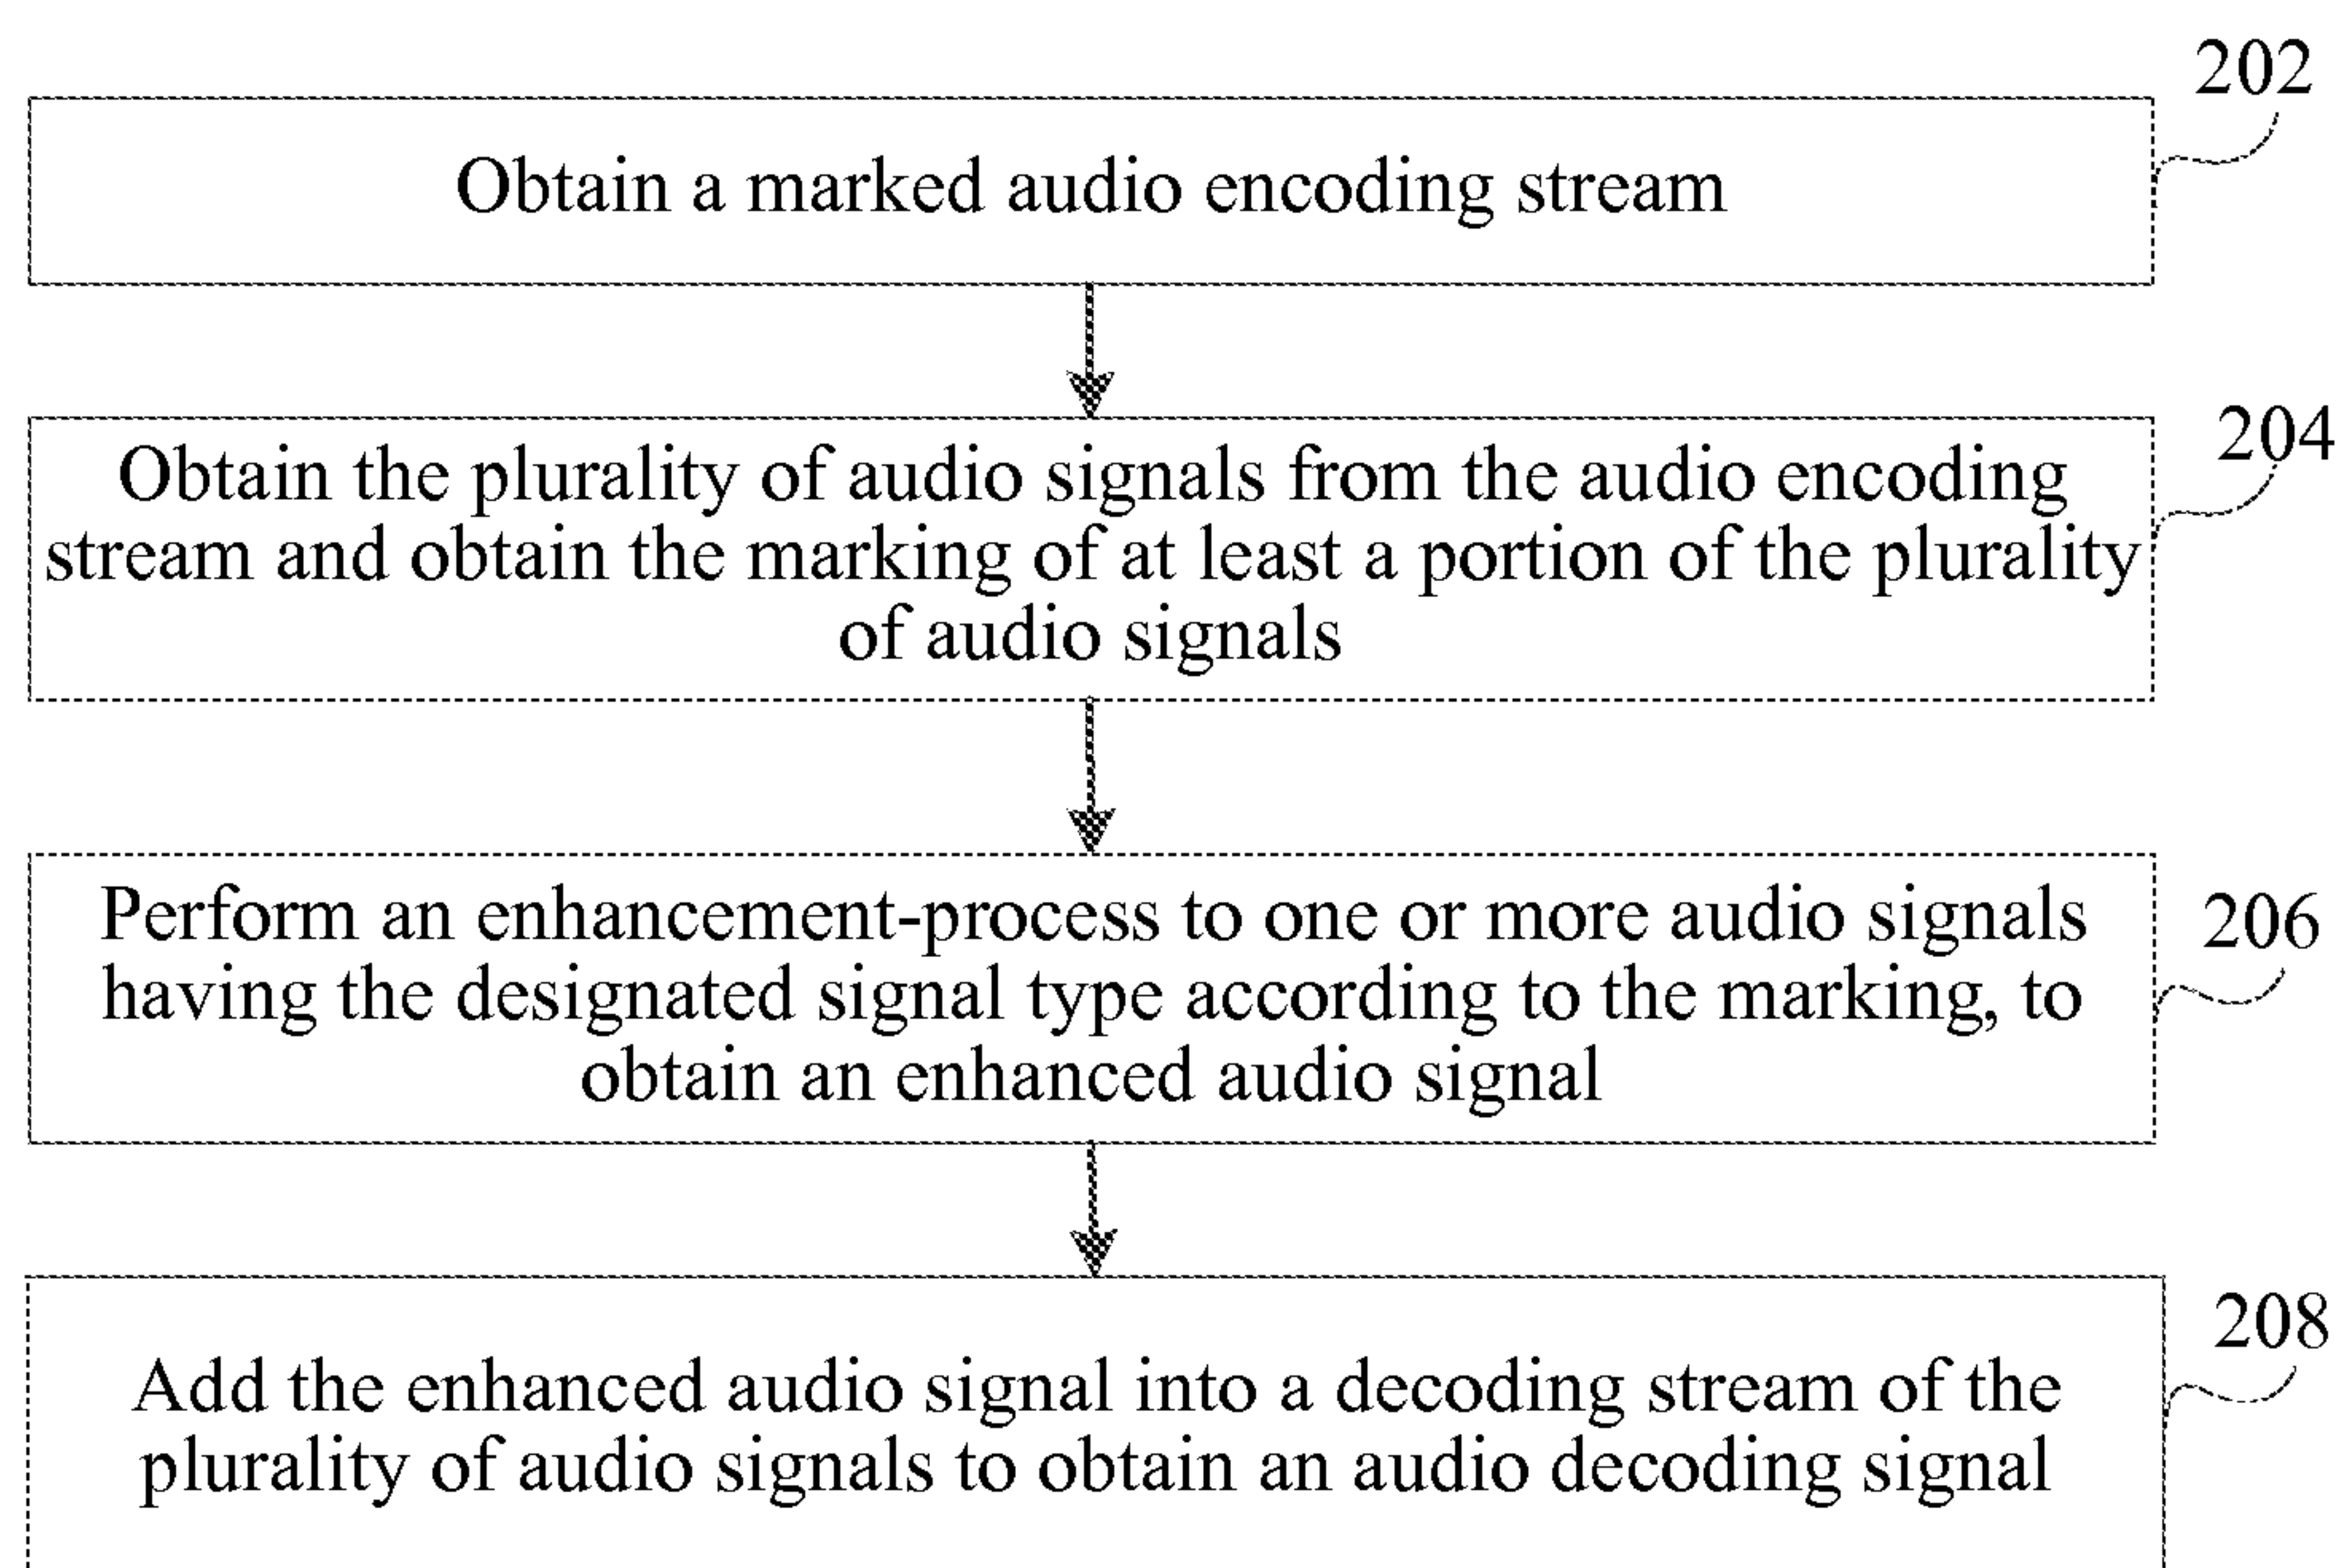 202
Obtain a marked audio encoding stream
204
Obtain the plurality of audio signals from the audio encoding
stream and obtain the marking of at least a portion of the plurality
of audio signals
206
Perform an enhancement-process to one or more audio signals
having the designated signal type according to the marking, to
obtain an enhanced audio signal
208
Add the enhanced audio signal into a decoding stream of the
plurality of audio signals to obtain an audio decoding signal